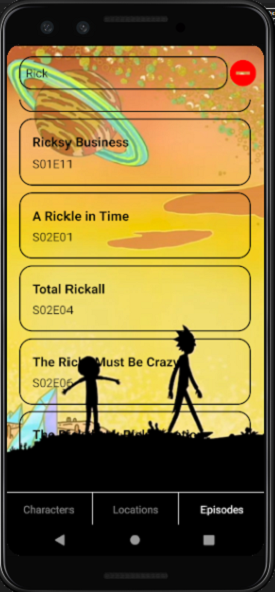 Rick
Ricksy Business
S01E11
A Rickle in Time
S02E01
Total Rickall
S02E04
The Ricks Must Be Crazy
S02E06
The
Characters
Locations
Episodes